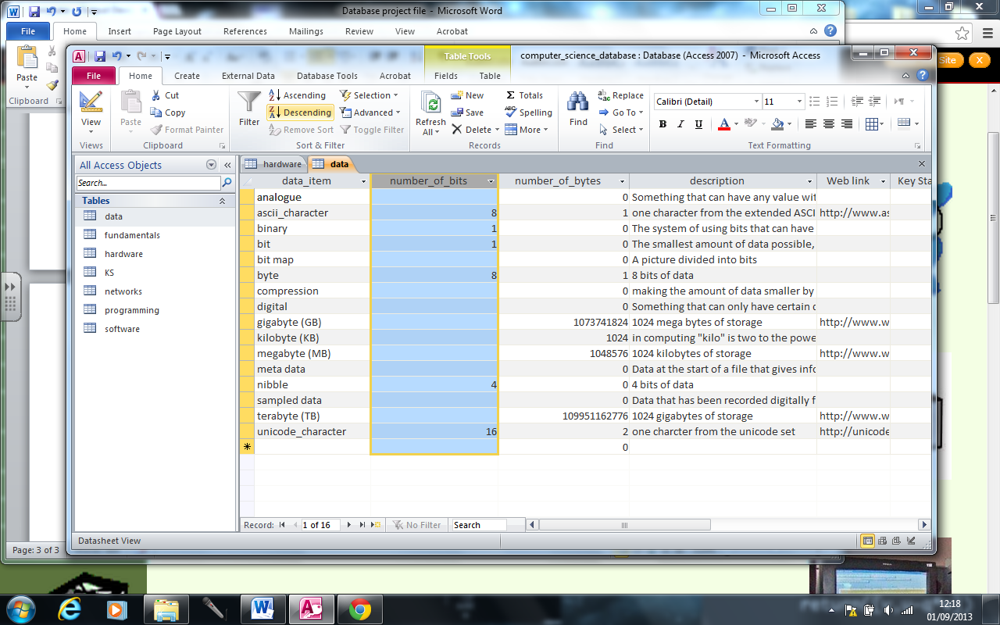 Database project file - Microsoft Word
File Home Insert Page Layout References Mailings Review View Acrobat
Paste
Clipboard
Site X
Table Tools
computer_science_database : Database (Access 2007) - Microsoft Access
File Home Create External Data Database Tools Acrobat Fields Table
View
Views
Paste
Cut
Copy
Format Painter
Clipboard
Filter
Ascending
Descending
Remove Sort
Selection
Advanced
Toggle Filter
Sort & Filter
Refresh
All
New
Save
Delete
Totals
Spelling
More
Records
Find
Replace
Go To
Select
Find
Calibri (Detail) 11
B I U A
Text Formatting
All Access Objects
Search...
Tables
data
fundamentals
hardware
KS
networks
programming
software
hardware data
data_item number_of_bits number_of_bytes description Web link Key Sta
analogue 0 Something that can have any value wit
ascii_character 8 1 one character from the extended ASCI http://www.as
binary 1 0 The system of using bits that can have
bit 1 0 The smallest amount of data possible,
bit map 0 A picture divided into bits
byte 8 1 8 bits of data
compression 0 making the amount of data smaller by
digital 0 Something that can only have certain
gigabyte (GB) 1073741824 1024 mega bytes of storage http://www.w
kilobyte (KB) 1024 in computing "kilo" is two to the powe
megabyte (MB) 1048576 1024 kilobytes of storage http://www.w
meta data 0 Data at the start of a file that gives info
nibble 4 0 4 bits of data
sampled data 0 Data that has been recorded digitally f
terabyte (TB) 109951162776 1024 gigabytes of storage http://www.w
unicode_character 16 2 one charcter from the unicode set http://unicode
0
Record: 1 of 16 No Filter Search
Datasheet View
Page: 3 of 3
12:18
01/09/2013